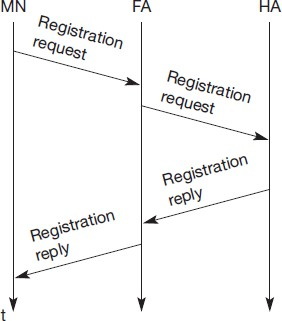 MN FA HA
Registration
request
Registration
request
Registration
reply
Registration
reply
t